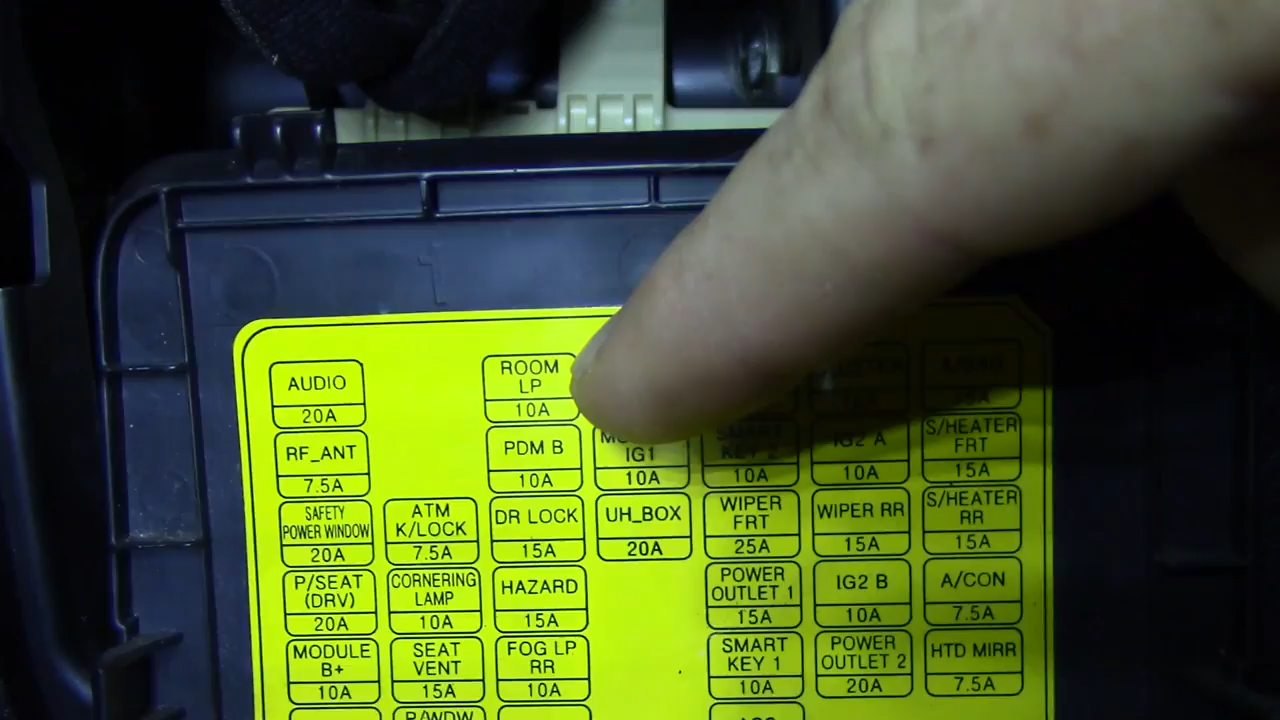 AUDIO
20A
ROOM
LP
10A
RF_ANT
7.5A
PDM B
10A
IG1
10A
SMART
KEY 2
10A
IG2 A
10A
S/HEATER
FRT
15A
SAFETY
POWER WINDOW
20A
ATM
K/LOCK
7.5A
DR LOCK
15A
UH_BOX
20A
WIPER
FRT
25A
WIPER RR
15A
S/HEATER
RR
15A
P/SEAT
(DRV)
20A
CORNERING
LAMP
10A
HAZARD
15A
POWER
OUTLET 1
15A
IG2 B
10A
A/CON
7.5A
MODULE
B+
10A
SEAT
VENT
15A
FOG LP
RR
10A
SMART
KEY 1
10A
POWER
OUTLET 2
20A
HTD MIRR
7.5A
P/WDW